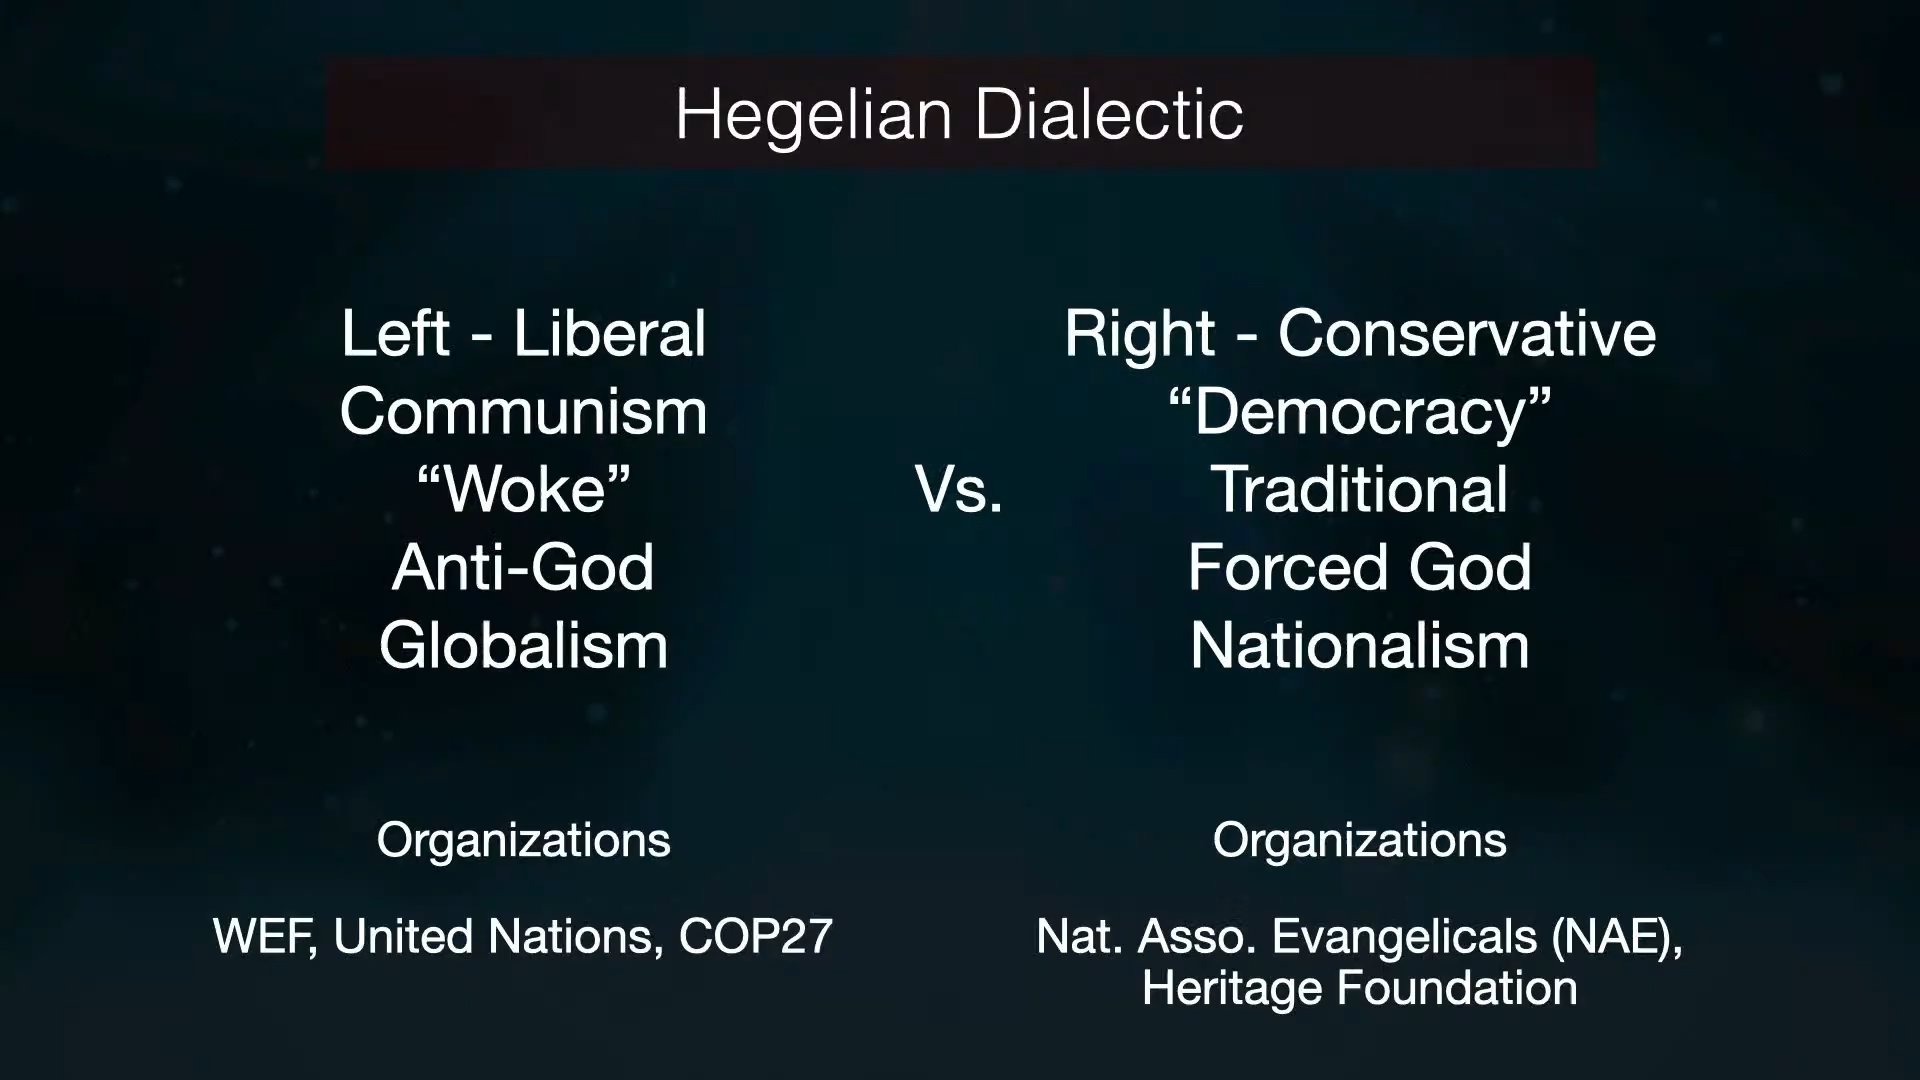 Hegelian Dialectic
Left - Liberal
Communism
“Woke”
Anti-God
Globalism
Vs.
Right - Conservative
“Democracy”
Traditional
Forced God
Nationalism
Organizations
WEF, United Nations, COP27
Organizations
Nat. Asso. Evangelicals (NAE),
Heritage Foundation